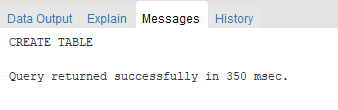 Data Output Explain Messages History
CREATE TABLE
Query returned successfully in 350 msec.